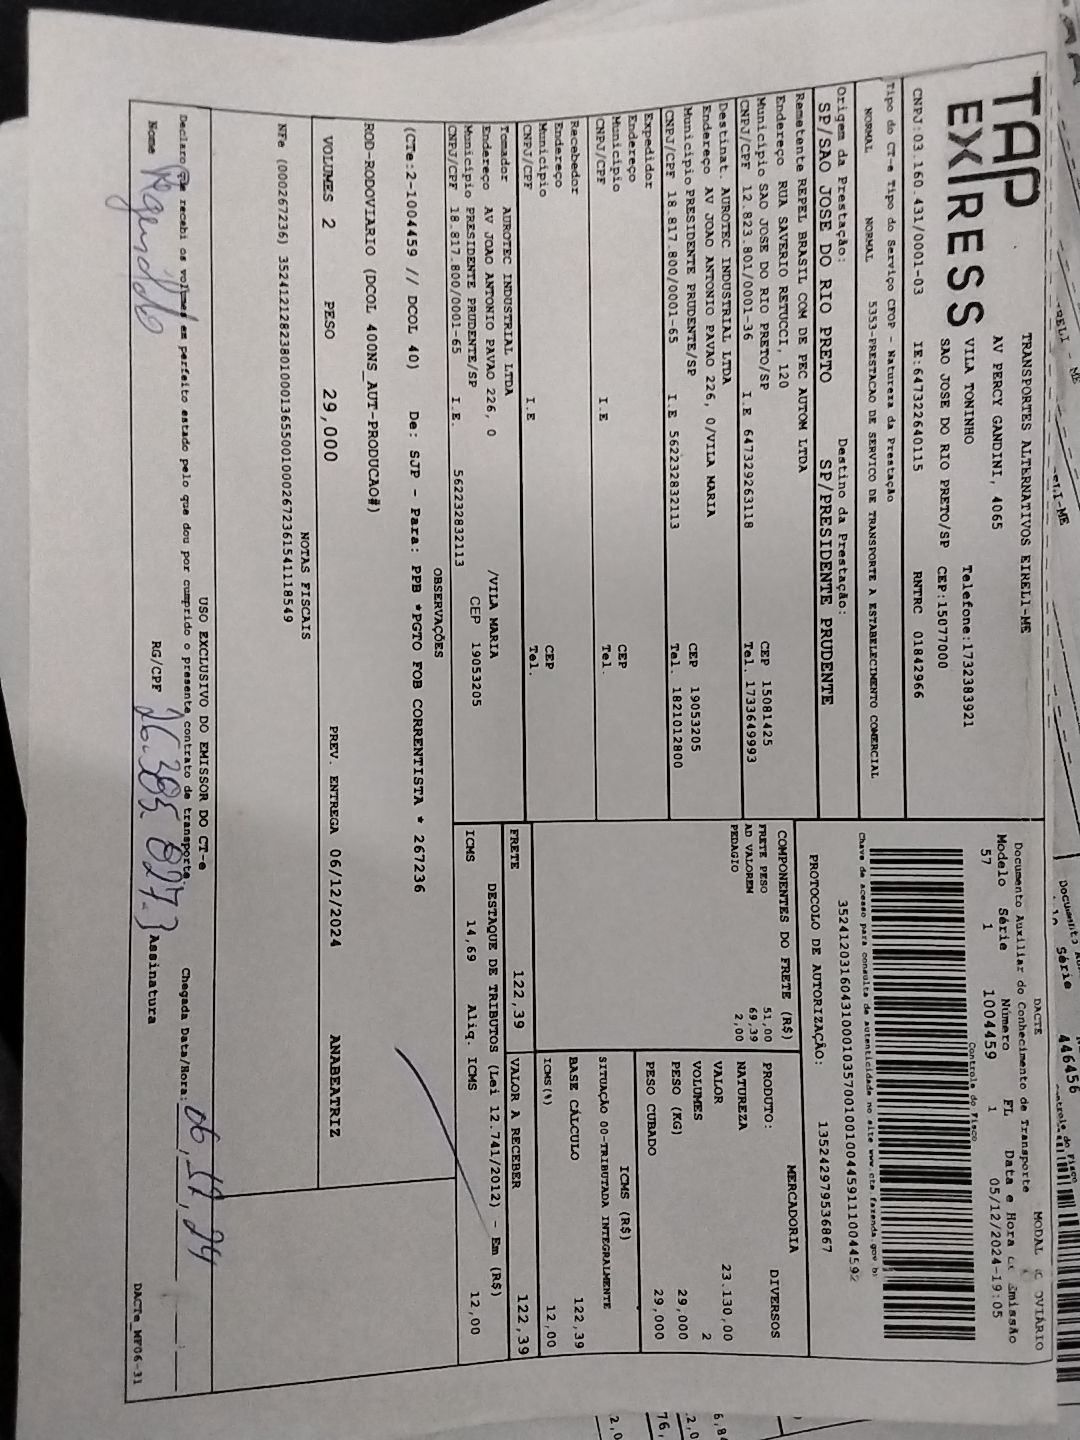 TAP
EXPRESS
TRANSPORTES ALTERNATIVOS EIRELI-ME
AV PERCY GANDINI, 4065
VILA TONINHO Telefone:1732383921
SAO JOSE DO RIO PRETO/SP CEP:15077000
CNPJ:03.160.431/0001-03 IE:647322640115 RNTRC 01842966
DACTE
Documento Auxiliar do Conhecimento de Transporte
MODAL
Modelo Série Número FL Data e Hora Emissão
57 1 1004459 1 05/12/2024-19:05
Controle do Fisco
Chave de acesso para consulta de autenticidade no site www.cte.fazenda.gov.b
PROTOCOLO DE AUTORIZAÇÃO: 135242979536867
Tipo do CT-e Tipo do Serviço CFOP - Natureza da Prestação
NORMAL NORMAL 5353-PRESTACAO DE SERVICO DE TRANSPORTE A ESTABELECIMENTO COMERCIAL
Origem da Prestação: Destino da Prestação:
SP/SAO JOSE DO RIO PRETO SP/PRESIDENTE PRUDENTE
Remetente REPEL BRASIL COM DE PEC AUTOM LTDA
Endereço RUA SAVERIO RETUCCI, 120
Município SAO JOSE DO RIO PRETO/SP CEP 15081425
CNPJ/CPF 12.823.801/0001-36 I.E 647329263118 Tel. 1733649993
Destinat. AUROTEC INDUSTRIAL LTDA
Endereço AV JOAO ANTONIO PAVAO 226, 0/VILA MARIA
Município PRESIDENTE PRUDENTE/SP CEP 19053205
CNPJ/CPF 18.817.800/0001-65 I.E 562232832113 Tel. 1821012800
Expedidor
Endereço
Município CEP
CNPJ/CPF I.E Tel.
Recebedor
Endereço
Município CEP
CNPJ/CPF I.E Tel.
Tomador AUROTEC INDUSTRIAL LTDA
Endereço AV JOAO ANTONIO PAVAO 226, 0 /VILA MARIA
Município PRESIDENTE PRUDENTE/SP CEP 19053205
CNPJ/CPF 18.817.800/0001-65 I.E. 562232832113
COMPONENTES DO FRETE (R$)
FRETE PESO 51,00
AD VALOREM 69,39
PEDAGIO 2,00
MERCADORIA
PRODUTO: DIVERSOS
NATUREZA
VALOR 23.130,00
VOLUMES 2
PESO (KG) 29,000
PESO CUBADO 29,000
ICMS (R$)
SITUAÇÃO 00-TRIBUTADA INTEGRALMENTE
BASE CÁLCULO 122,39
ICMS(%) 12,00
FRETE 122,39 VALOR A RECEBER 122,39
DESTAQUE DE TRIBUTOS (Lei 12.741/2012) - Em (R$)
ICMS 14,69 Aliq. ICMS 12,00
OBSERVAÇÕES
(CTe:2-1004459 // DCOL 40) De: SJP - Para: PPB *PGTO FOB CORRENTISTA * 267236
ROD-RODOVIARIO (DCOL 400NS_AUT-PRODUCAO#)
VOLUMES 2 PESO 29,000 PREV. ENTREGA 06/12/2024 ANABEATRIZ
NOTAS FISCAIS
NFe (000267236) 35241212823801000136550010002672361541118549
USO EXCLUSIVO DO EMISSOR DO CT-e
Declaro que recebi os volumes em perfeito estado pelo que dou por cumprido o presente contrato de transporte. Chegada Data/Hora: 06,12,24
Nome RG/CPF 26.305.027.3 Assinatura
DACTe_MF06-31
446456